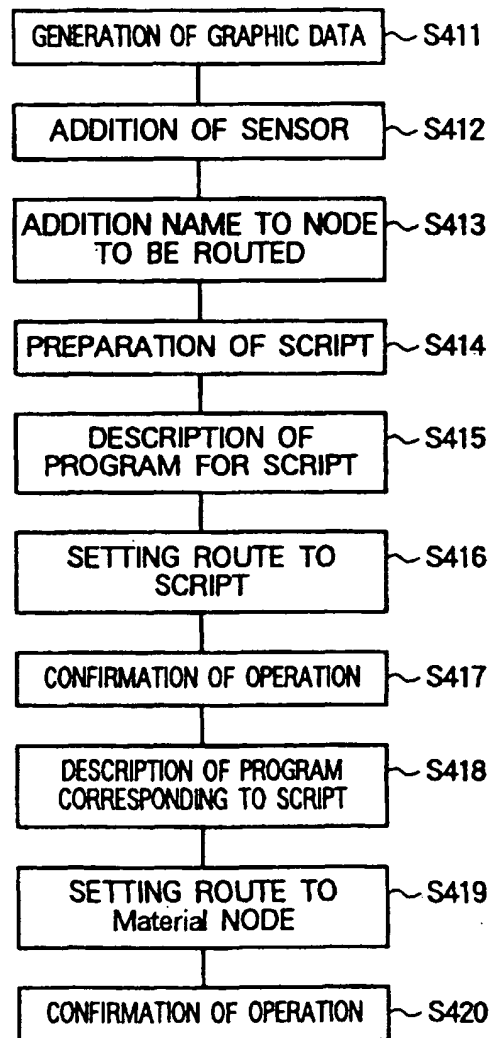 GENERATION OF GRAPHIC DATA ~ S411
ADDITION OF SENSOR ~ S412
ADDITION NAME TO NODE ~ S413
TO BE ROUTED
PREPARATION OF SCRIPT ~ S414
DESCRIPTION OF ~ S415
PROGRAM FOR SCRIPT
SETTING ROUTE TO ~ S416
SCRIPT
CONFIRMATION OF OPERATION ~ S417
DESCRIPTION OF PROGRAM ~ S418
CORRESPONDING TO SCRIPT
SETTING ROUTE TO ~ S419
Material NODE
CONFIRMATION OF OPERATION ~ S420